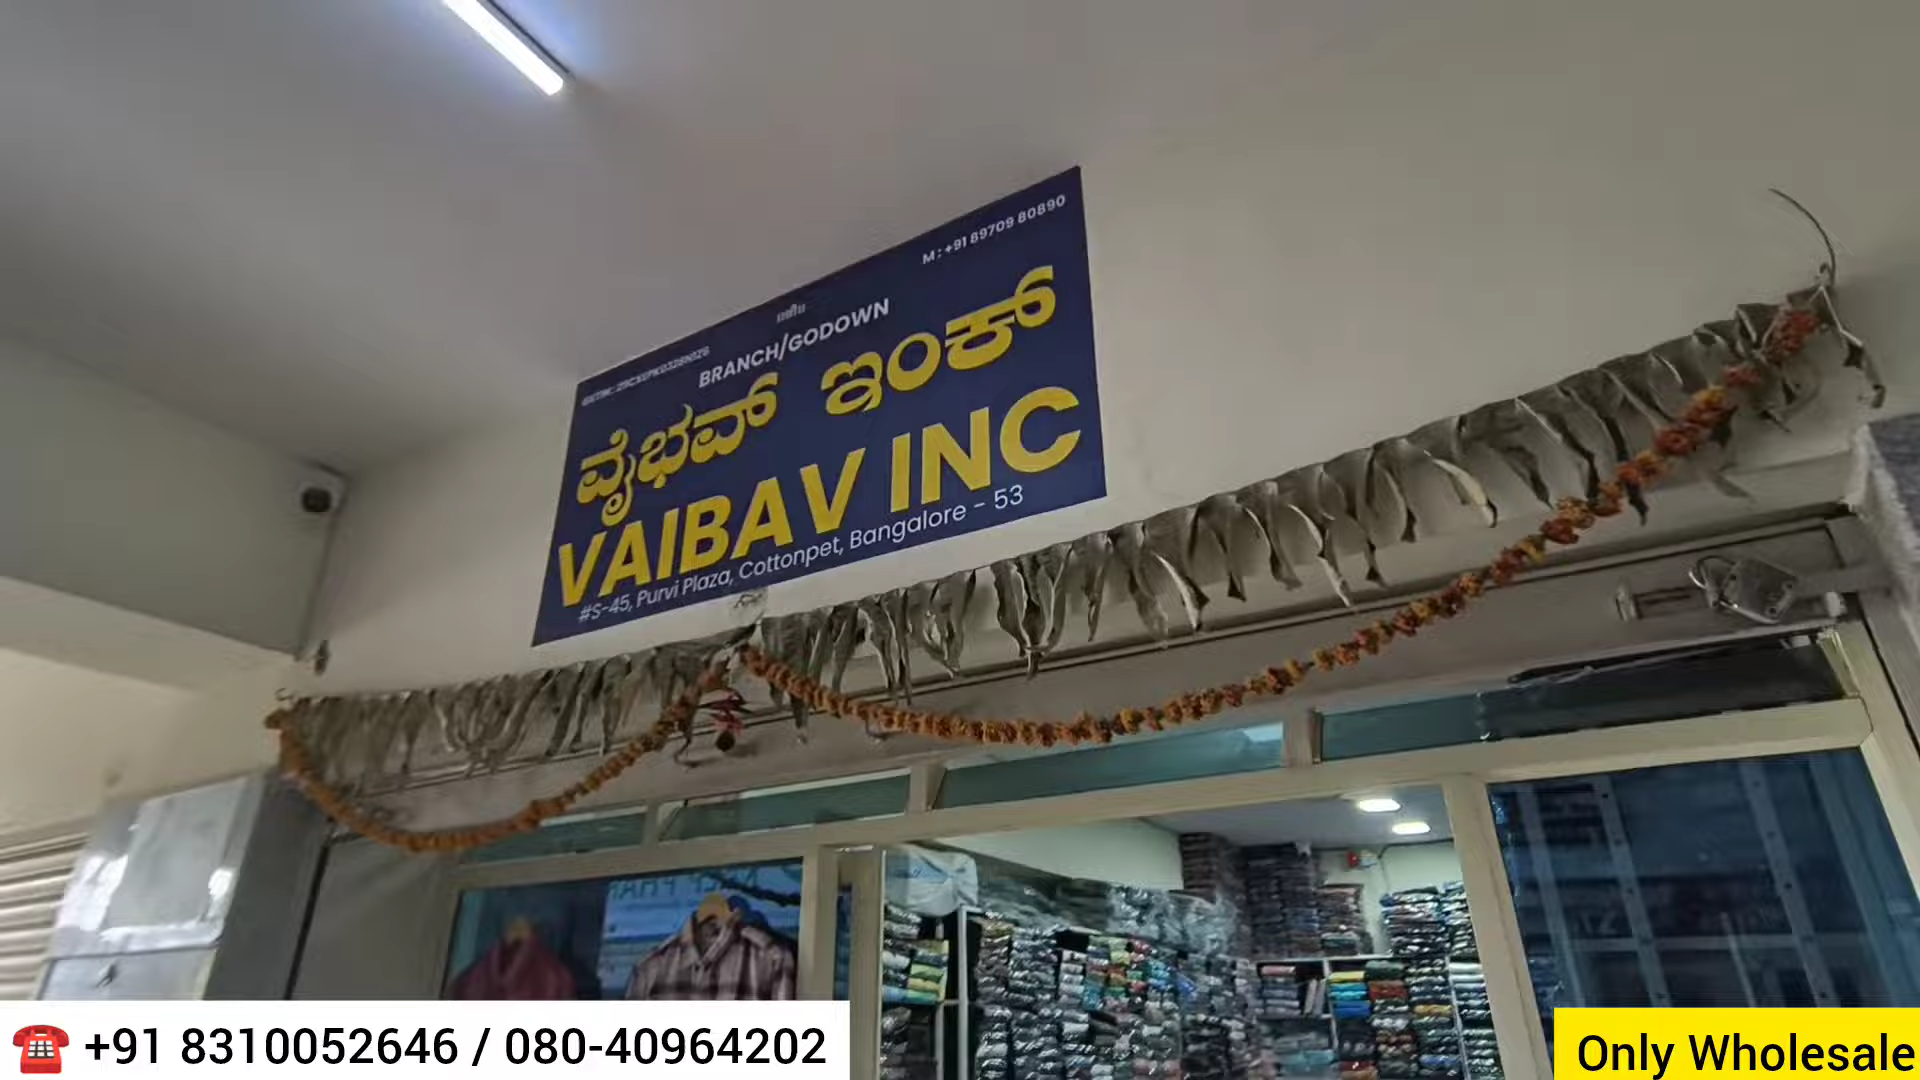 M : +91 89709 80890
BRANCH/GODOWN
ವೈಭವ್ ಇಂಕ್
VAIBAV INC
#S-45, Purvi Plaza, Cottonpet, Bangalore - 53
+91 8310052646 / 080-40964202
Only Wholesale